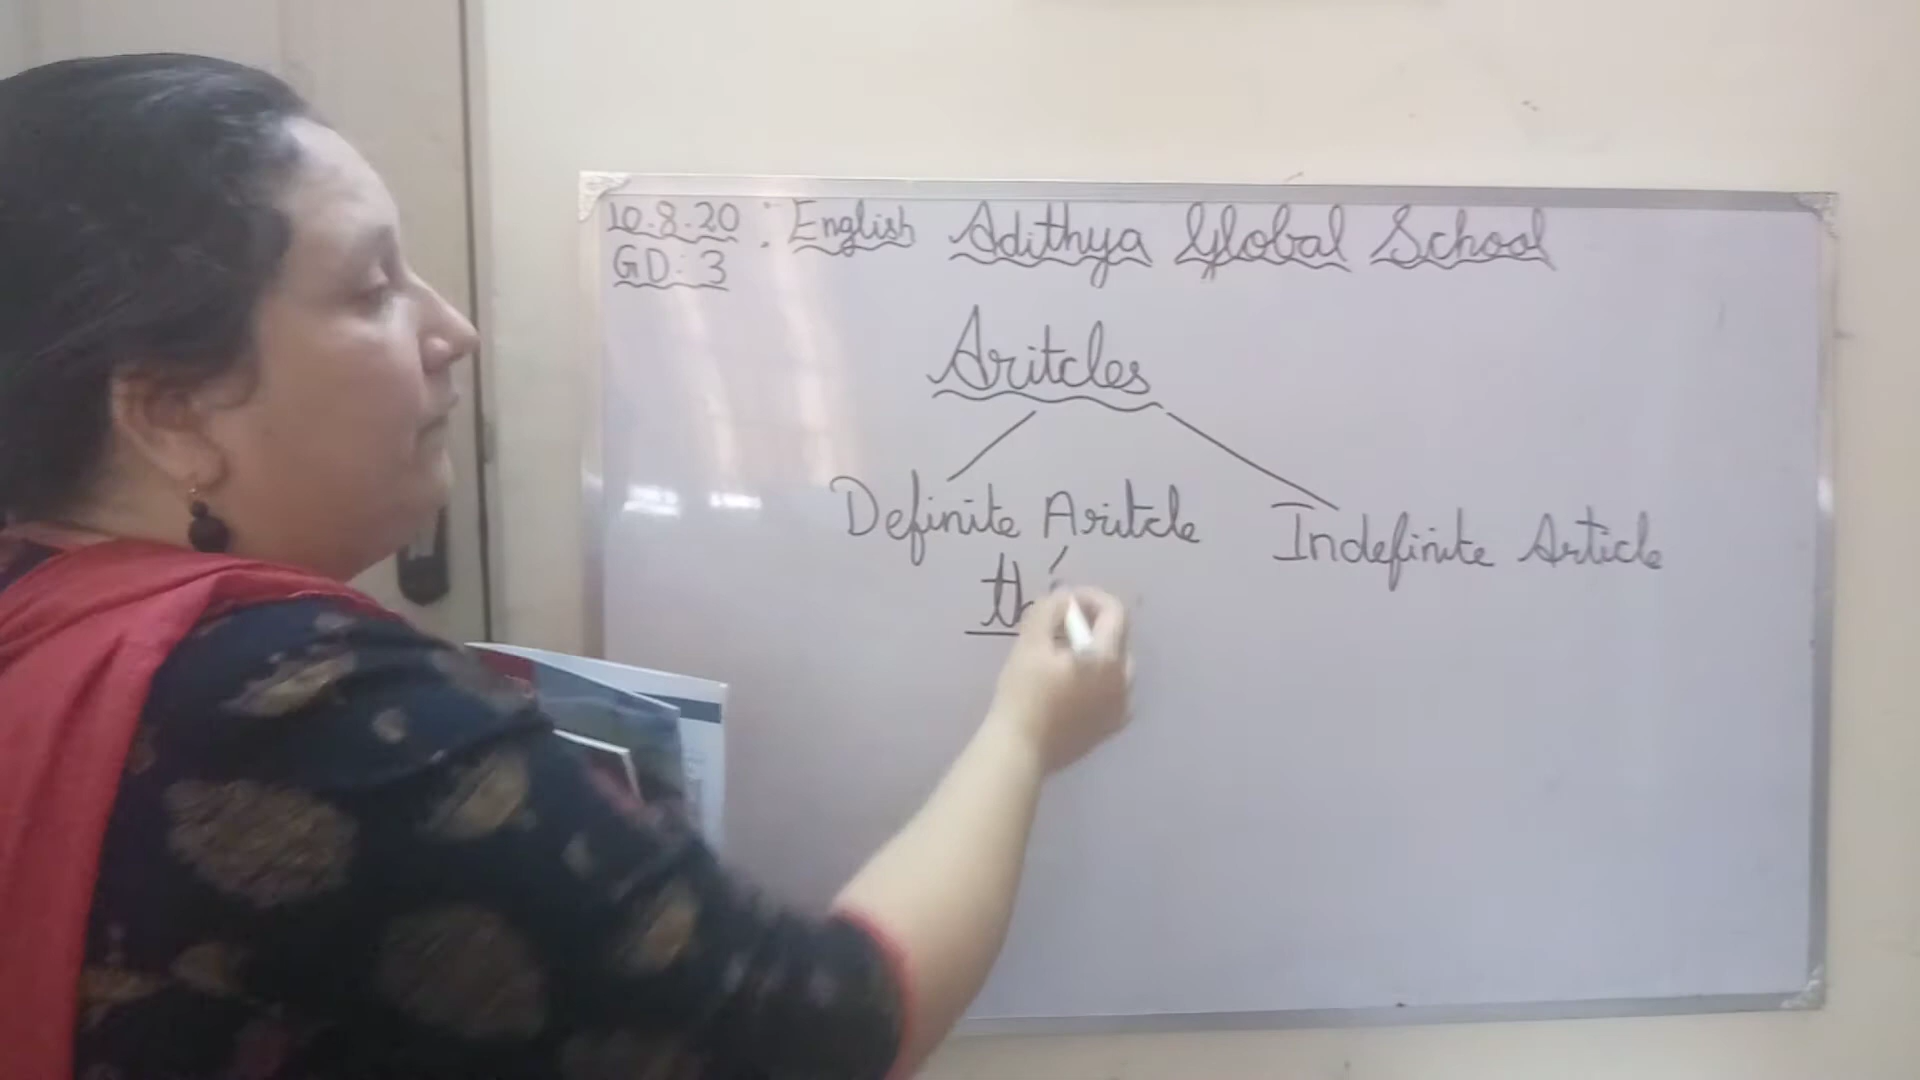 10.8.20 : English Adithya Global School
GD: 3
Aritcles
Definite Aritcle Indefinite Article